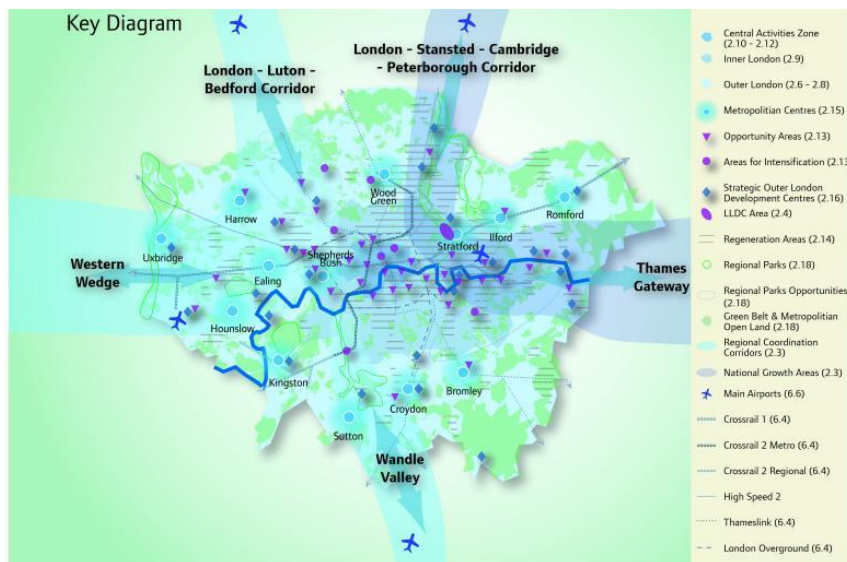 Key Diagram
London - Stansted - Cambridge
- Peterborough Corridor
London - Luton -
Bedford Corridor
Wood
Green
Harrow
Romford
Ilford
Stratford
Uxbridge
Shepherds
Bush
Ealing
Western
Wedge
Thames
Gateway
Hounslow
Kingston
Bromley
Croydon
Sutton
Wandle
Valley
Central Activities Zone
(2.10 - 2.12)
Inner London (2.9)
Outer London (2.6 - 2.8)
Metropolitan Centres (2.15)
Opportunity Areas (2.13)
Areas for Intensification (2.13
Strategic Outer London
Development Centres (2.16)
LLDC Area (2.4)
Regeneration Areas (2.14)
Regional Parks (2.18)
Regional Parks Opportunities
(2.18)
Green Belt & Metropolitan
Open Land (2.18)
Regional Coordination
Corridors (2.3)
National Growth Areas (2.3)
Main Airports (6.6)
Crossrail 1 (6.4)
Crossrail 2 Metro (6.4)
Crossrail 2 Regional (6.4)
High Speed 2
Thameslink (6.4)
London Overground (6.4)